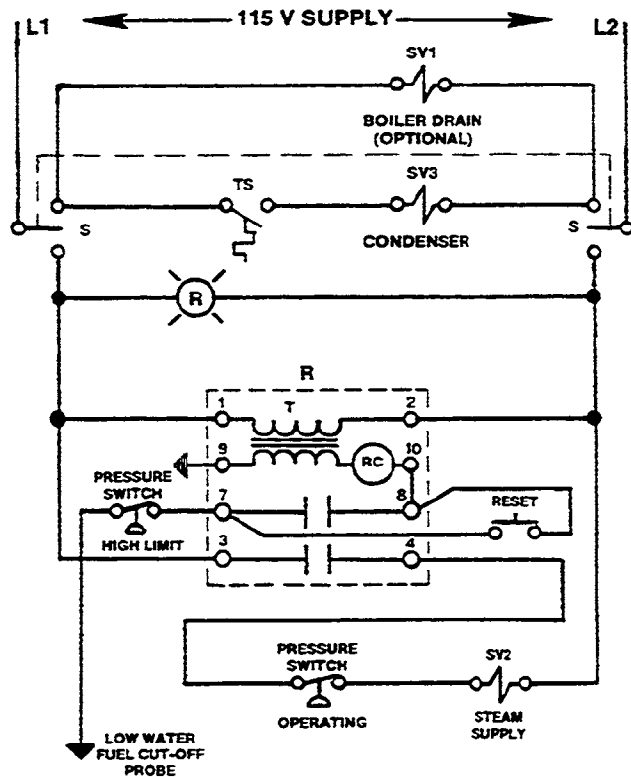 L1
115 V SUPPLY
L2
SV1
BOILER DRAIN
(OPTIONAL)
TS
SV3
S
S
CONDENSER
R
R
1
T
2
9
RC
10
PRESSURE
SWITCH
7
8
RESET
HIGH LIMIT
3
4
PRESSURE
SWITCH
SV2
OPERATING
STEAM
SUPPLY
LOW WATER
FUEL CUT-OFF
PROBE